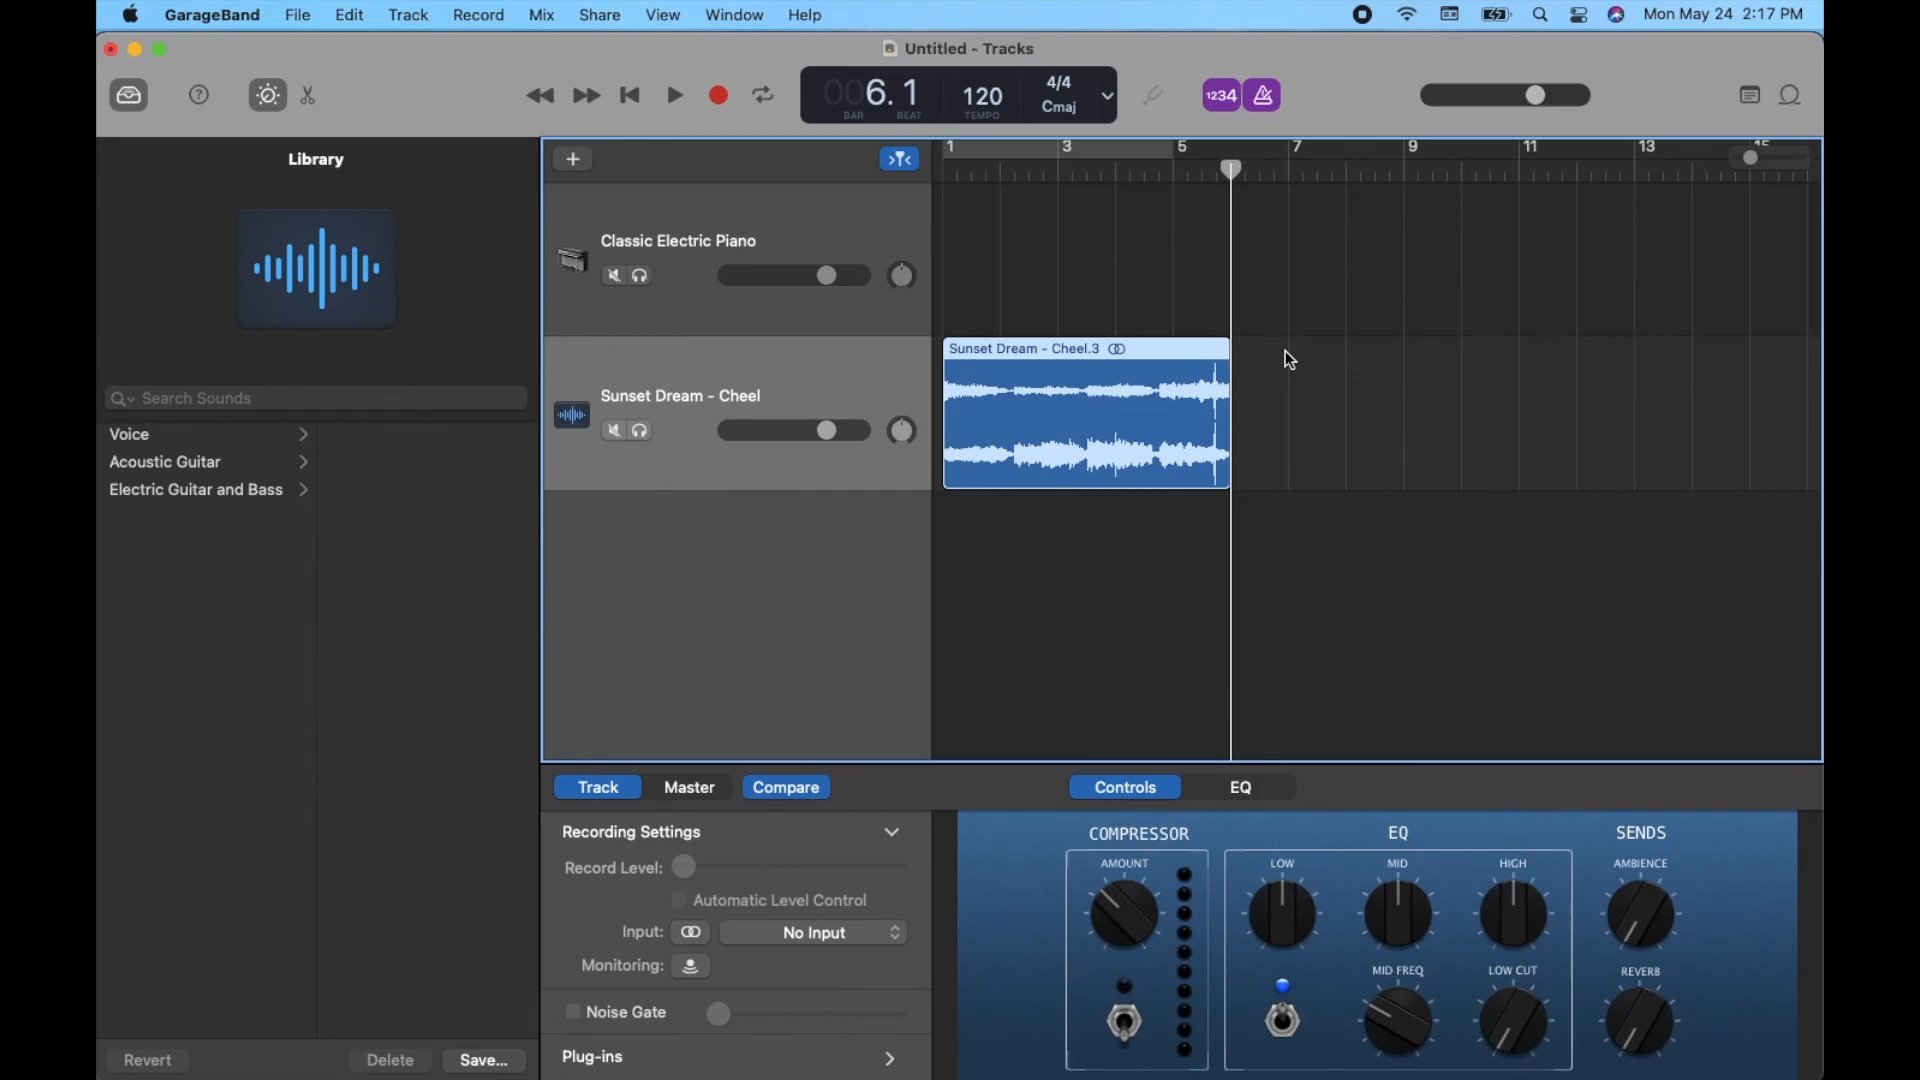 GarageBand File Edit Track Record Mix Share View Window Help Mon May 24 2:17 PM
Untitled - Tracks
006.1 120 4/4 Cmaj
BAR BEAT TEMPO
1234
Library
1 3 5 7 9 11 13 15
Classic Electric Piano
Sunset Dream - Cheel.3
Sunset Dream - Cheel
Search Sounds
Voice
Acoustic Guitar
Electric Guitar and Bass
Track Master Compare Controls EQ
Recording Settings
Record Level:
Automatic Level Control
Input: No Input
Monitoring:
Noise Gate
Plug-ins
COMPRESSOR EQ SENDS
AMOUNT LOW MID HIGH AMBIENCE
MID FREQ LOW CUT REVERB
Revert Delete Save...